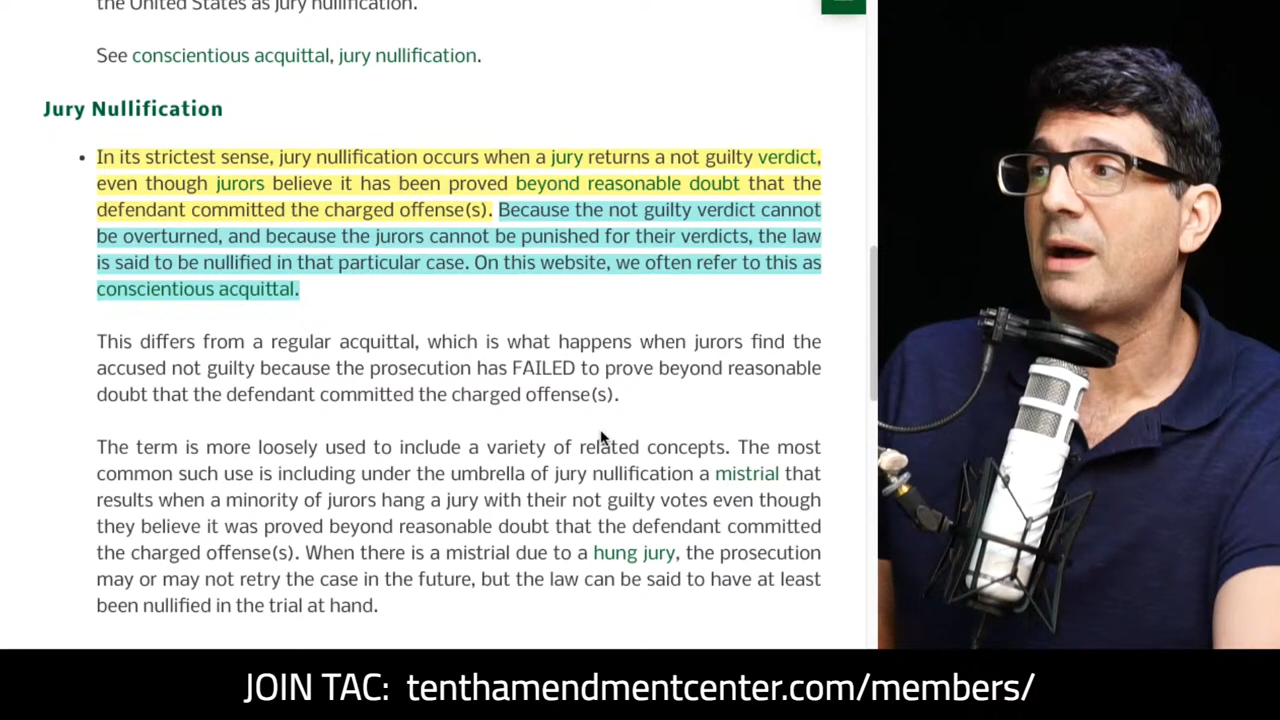 the United States as jury nullification.
See conscientious acquittal, jury nullification.
Jury Nullification
• In its strictest sense, jury nullification occurs when a jury returns a not guilty verdict,
even though jurors believe it has been proved beyond reasonable doubt that the
defendant committed the charged offense(s). Because the not guilty verdict cannot
be overturned, and because the jurors cannot be punished for their verdicts, the law
is said to be nullified in that particular case. On this website, we often refer to this as
conscientious acquittal.
This differs from a regular acquittal, which is what happens when jurors find the
accused not guilty because the prosecution has FAILED to prove beyond reasonable
doubt that the defendant committed the charged offense(s).
The term is more loosely used to include a variety of related concepts. The most
common such use is including under the umbrella of jury nullification a mistrial that
results when a minority of jurors hang a jury with their not guilty votes even though
they believe it was proved beyond reasonable doubt that the defendant committed
the charged offense(s). When there is a mistrial due to a hung jury, the prosecution
may or may not retry the case in the future, but the law can be said to have at least
been nullified in the trial at hand.
JOIN TAC: tenthamendmentcenter.com/members/